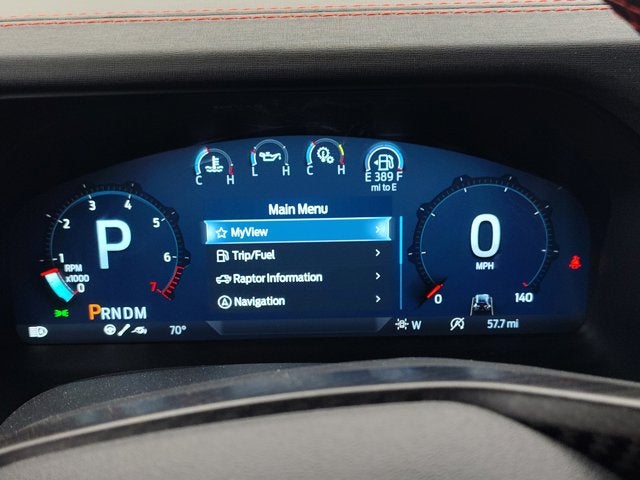 C H
L H
C H
E 389 F
mi to E
Main Menu
MyView
Trip/Fuel
Raptor Information
Navigation
0
1
2
3
4
5
6
7
RPM
x1000
P
PRNDM
70°
0
MPH
0
140
W
57.7 mi